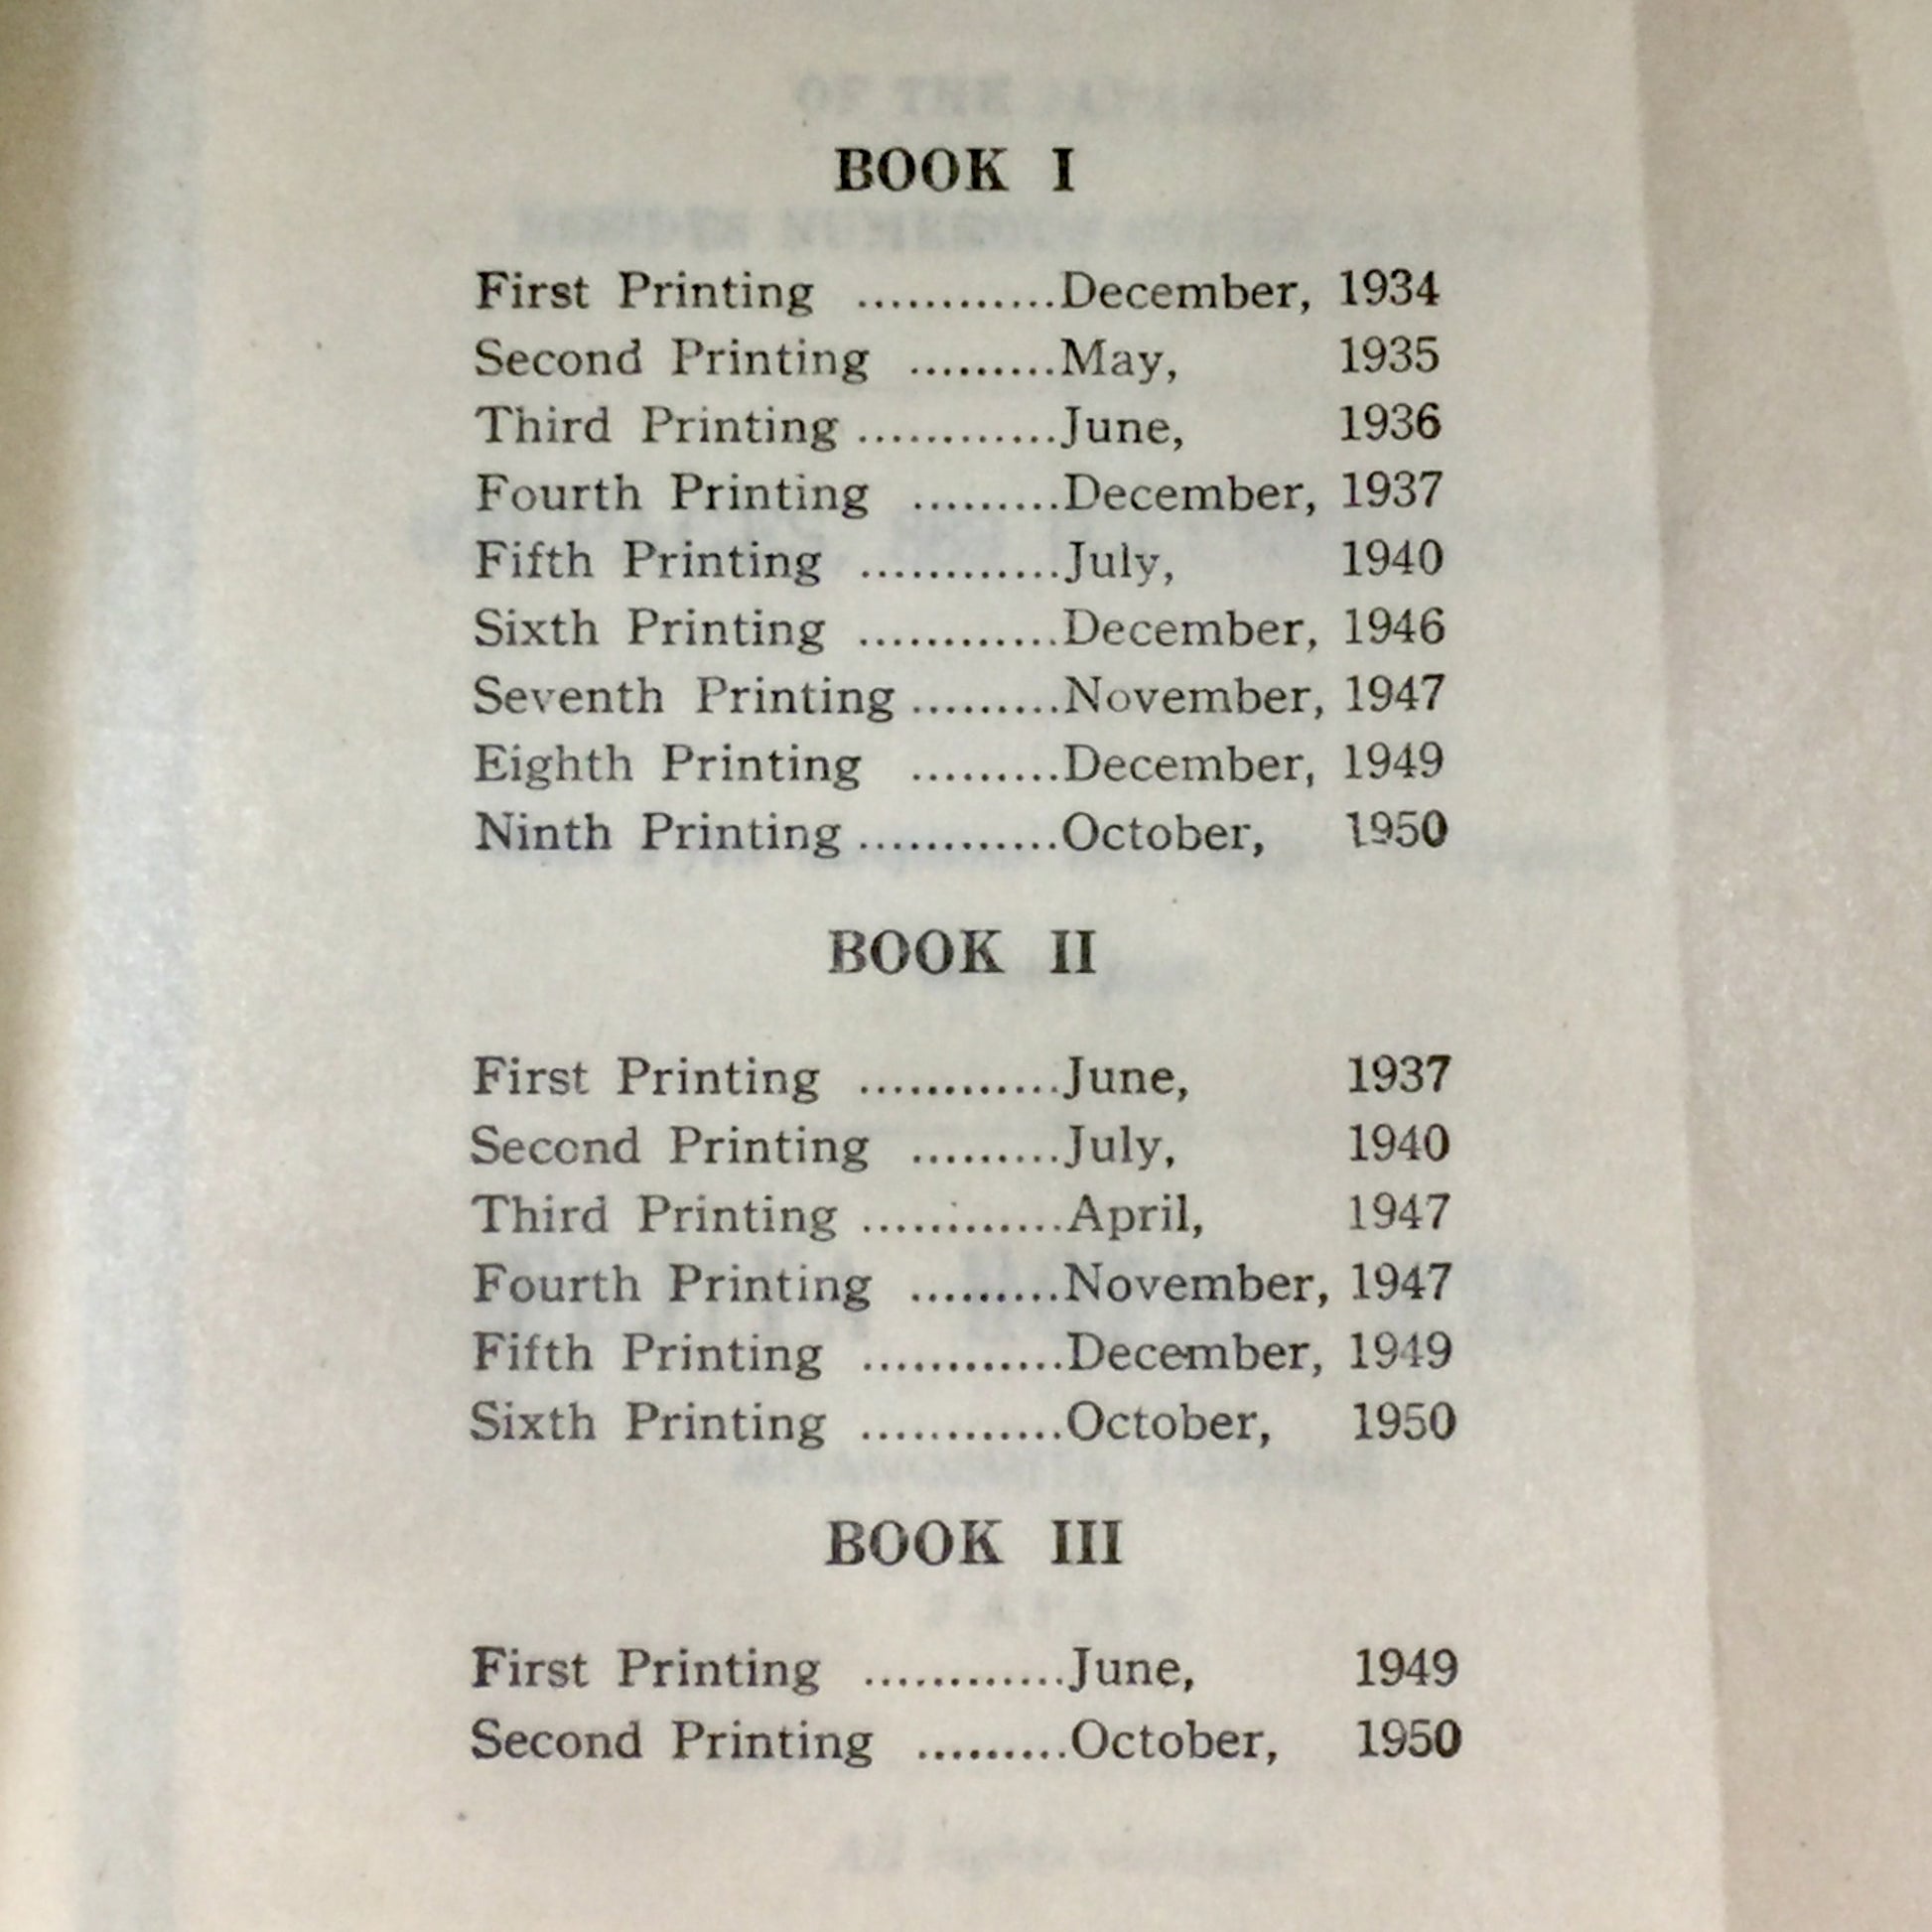 BOOK I
First Printing ............December, 1934
Second Printing .........May, 1935
Third Printing ............June, 1936
Fourth Printing .........December, 1937
Fifth Printing ............July, 1940
Sixth Printing ............December, 1946
Seventh Printing .........November, 1947
Eighth Printing .........December, 1949
Ninth Printing ............October, 1950
BOOK II
First Printing ............June, 1937
Second Printing .........July, 1940
Third Printing ............April, 1947
Fourth Printing .........November, 1947
Fifth Printing ............December, 1949
Sixth Printing ............October, 1950
BOOK III
First Printing ............June, 1949
Second Printing .........October, 1950